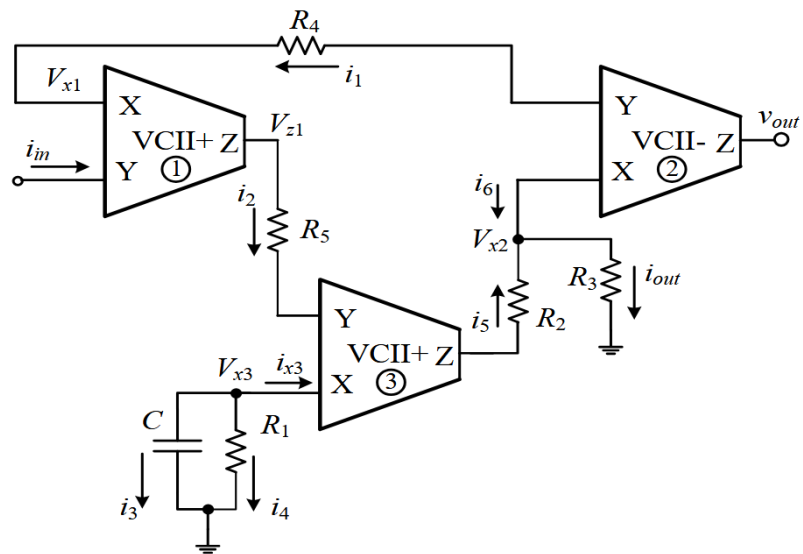 R4
i1
Vx1
X
VCII+
Z
1
Y
iin
Vz1
i2
R5
Y
VCII-
Z
2
X
vout
i6
Vx2
R3
iout
i5
R2
Y
VCII+
Z
3
X
Vx3
ix3
C
R1
i3
i4